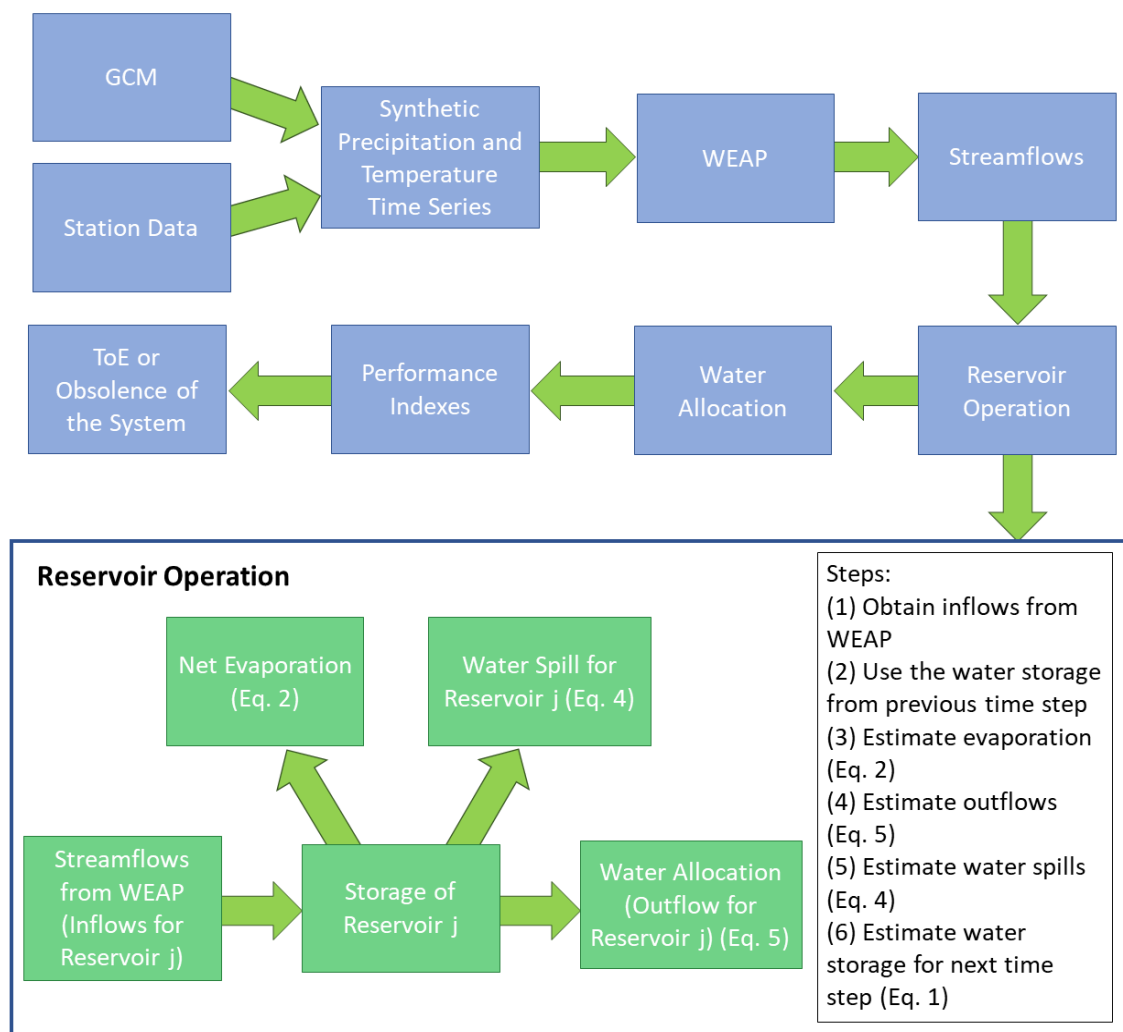 GCM
Synthetic
Precipitation and
Temperature
Time Series
WEAP
Streamflows
Station Data
ToE or
Obsolence of
the System
Performance
Indexes
Water
Allocation
Reservoir
Operation
Reservoir Operation
Net Evaporation
(Eq. 2)
Water Spill for
Reservoir j (Eq. 4)
Streamflows
from WEAP
(Inflows for
Reservoir j)
Storage of
Reservoir j
Water Allocation
(Outflow for
Reservoir j) (Eq. 5)
Steps:
(1) Obtain inflows from
WEAP
(2) Use the water storage
from previous time step
(3) Estimate evaporation
(Eq. 2)
(4) Estimate outflows
(Eq. 5)
(5) Estimate water spills
(Eq. 4)
(6) Estimate water
storage for next time
step (Eq. 1)